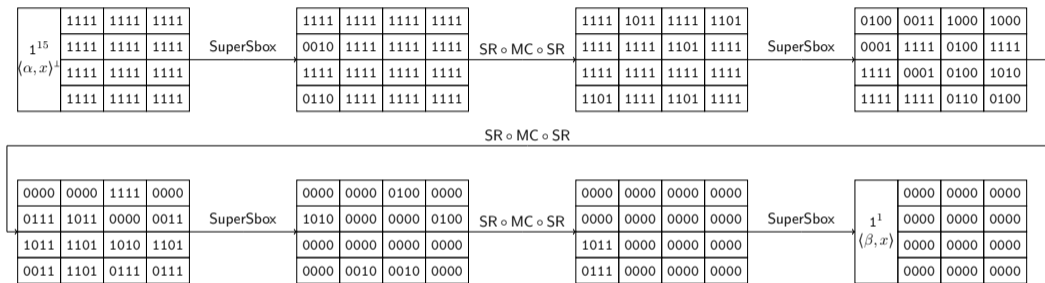 1111 1111 1111 1111 1111 1111 1111 1111 1011 1111 1101 0100 0011 1000 1000
1¹⁵ 1111 1111 1111 SuperSbox 0010 1111 1111 1111 SR ∘ MC ∘ SR 1111 1111 1101 1111 SuperSbox 0001 1111 0100 1111
⟨α, x⟩⊥ 1111 1111 1111 1111 1111 1111 1111 1111 1111 1111 1111 1111 0001 0100 1010
1111 1111 1111 0110 1111 1111 1111 1101 1111 1101 1111 1111 1111 0110 0100
SR ∘ MC ∘ SR
0000 0000 1111 0000 0000 0000 0100 0000 0000 0000 0000 0000 0000 0000 0000
0111 1011 0000 0011 SuperSbox 1010 0000 0000 0100 SR ∘ MC ∘ SR 0000 0000 0000 0000 SuperSbox 1¹ 0000 0000 0000
1011 1101 1010 1101 0000 0000 0000 0000 1011 0000 0000 0000 ⟨β, x⟩ 0000 0000 0000
0011 1101 0111 0111 0000 0010 0010 0000 0111 0000 0000 0000 0000 0000 0000